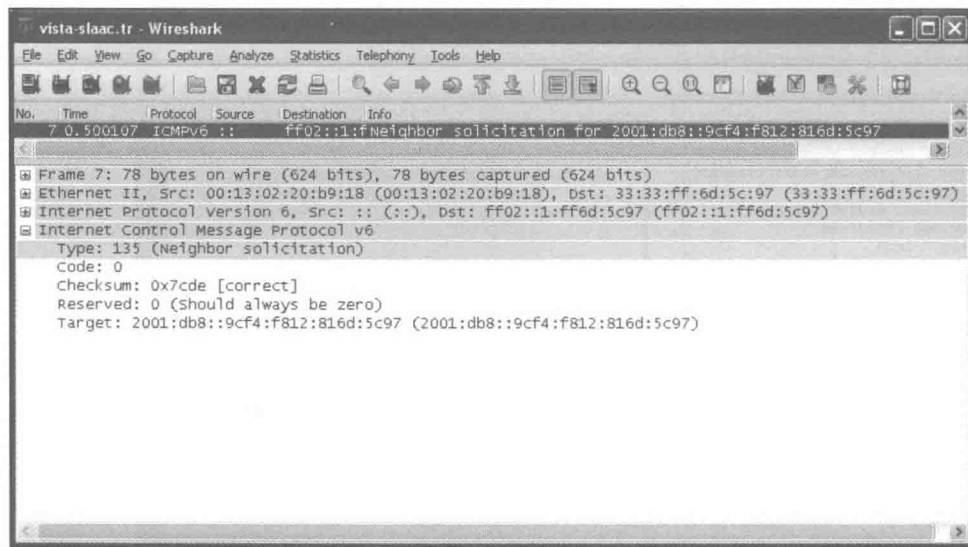 vista-slaac.tr - Wireshark
File Edit View Go Capture Analyze Statistics Telephony Tools Help
No. Time Protocol Source Destination Info
7 0.500107 ICMPv6 :: ff02::1:f Neighbor solicitation for 2001:db8::9cf4:f812:816d:5c97
Frame 7: 78 bytes on wire (624 bits), 78 bytes captured (624 bits)
Ethernet II, Src: 00:13:02:20:b9:18 (00:13:02:20:b9:18), Dst: 33:33:ff:6d:5c:97 (33:33:ff:6d:5c:97)
Internet Protocol Version 6, Src: :: (::), Dst: ff02::1:ff6d:5c97 (ff02::1:ff6d:5c97)
Internet Control Message Protocol v6
Type: 135 (Neighbor solicitation)
Code: 0
Checksum: 0x7cde [correct]
Reserved: 0 (Should always be zero)
Target: 2001:db8::9cf4:f812:816d:5c97 (2001:db8::9cf4:f812:816d:5c97)